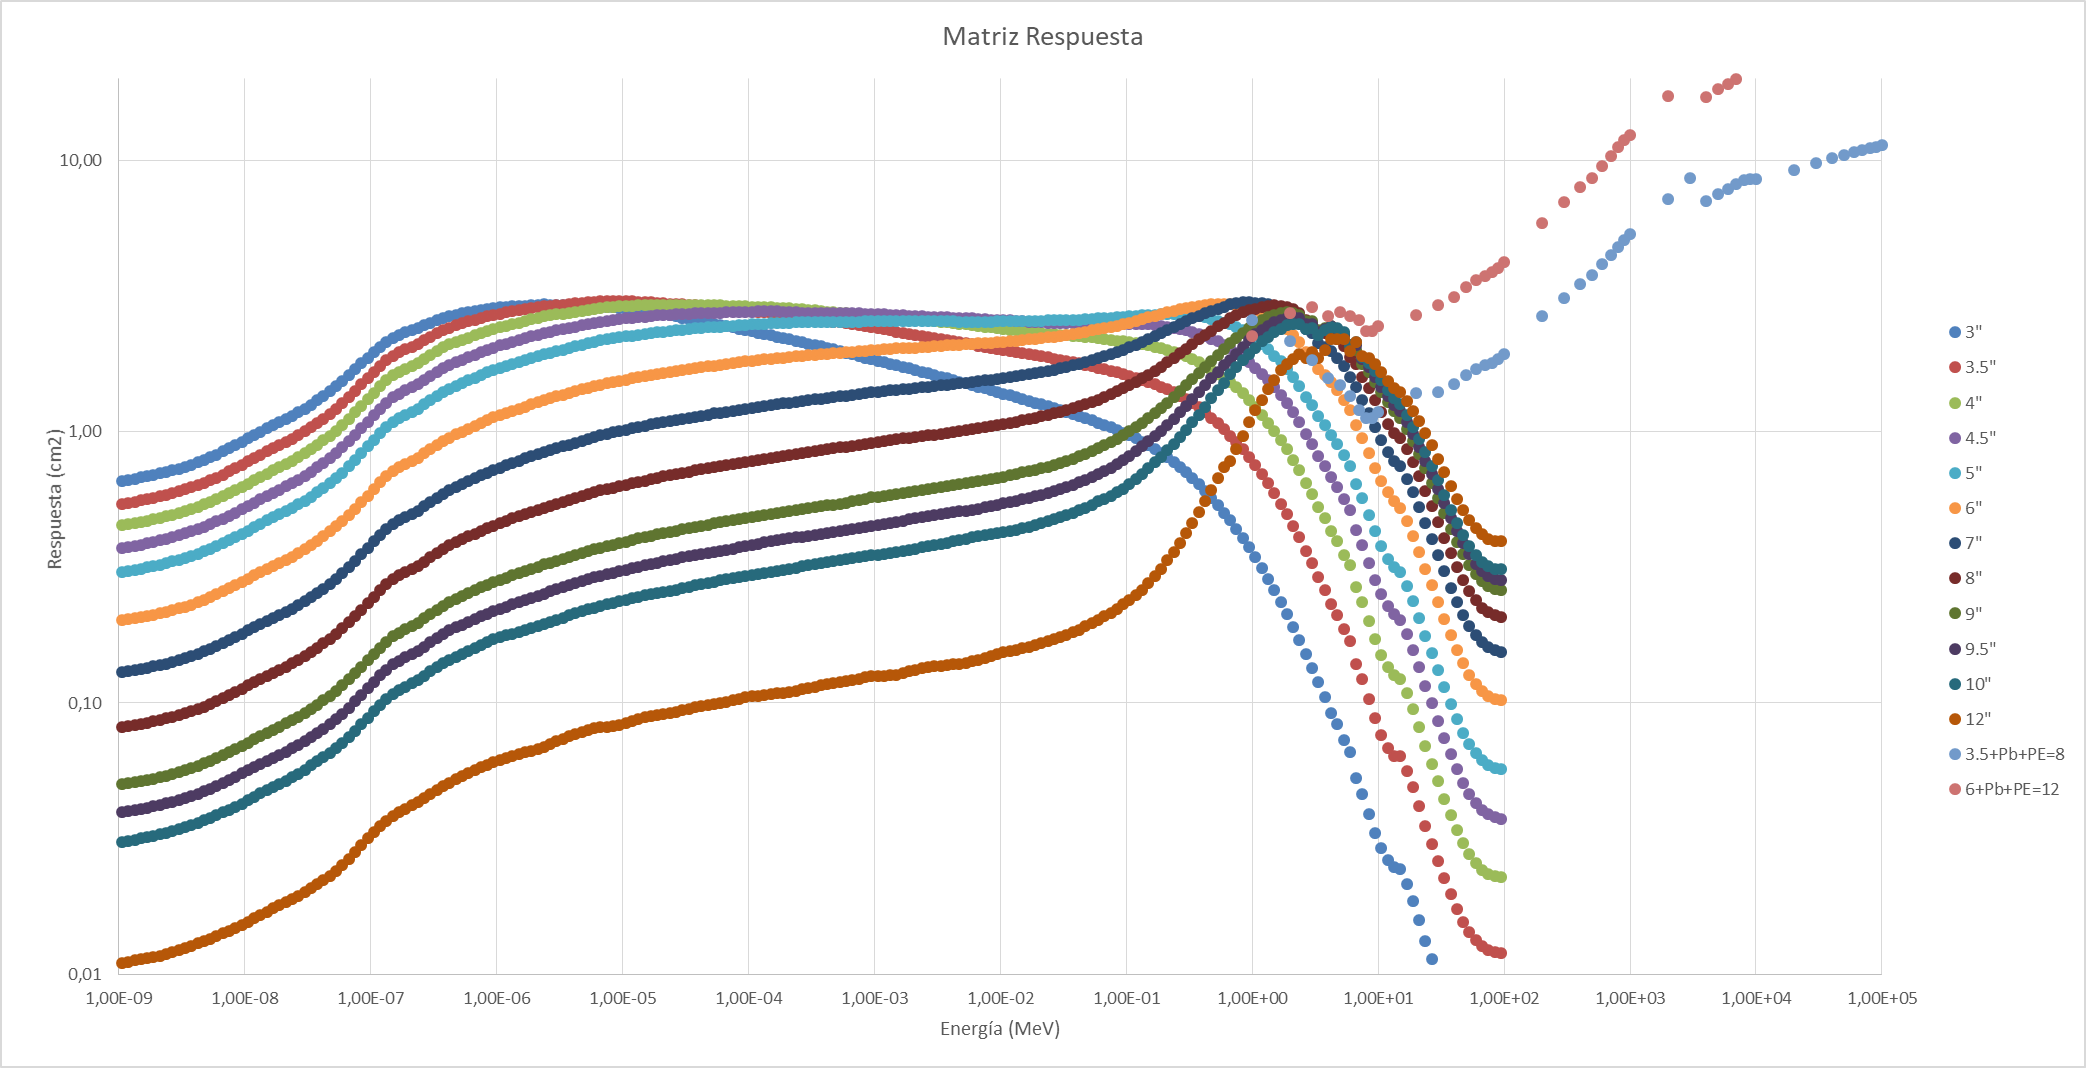 Matriz Respuesta
Respuesta (cm2)
10,00
1,00
0,10
0,01
1,00E-09 1,00E-08 1,00E-07 1,00E-06 1,00E-05 1,00E-04 1,00E-03 1,00E-02 1,00E-01 1,00E+00 1,00E+01 1,00E+02 1,00E+03 1,00E+04 1,00E+05
Energía (MeV)
3"
3.5"
4"
4.5"
5"
6"
7"
8"
9"
9.5"
10"
12"
3.5+Pb+PE=8
6+Pb+PE=12